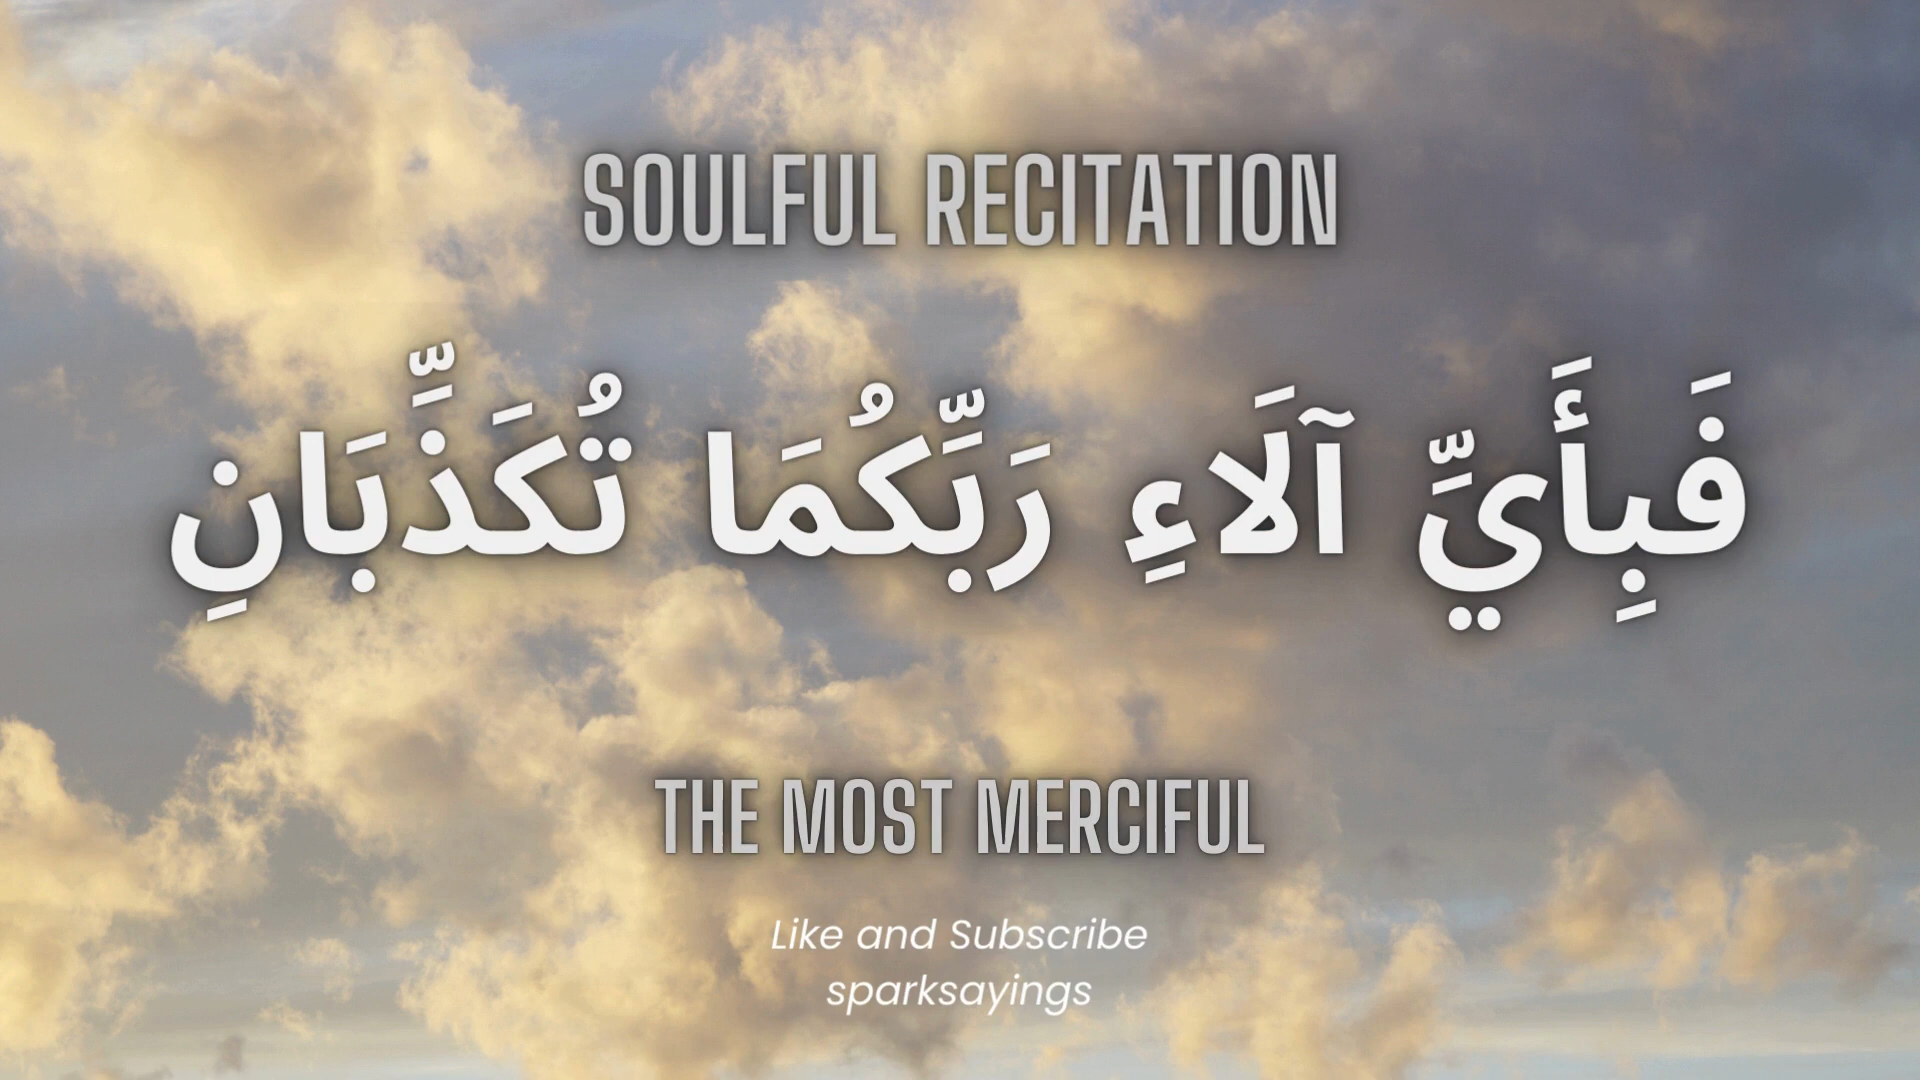 SOULFUL RECITATION
فَبِأَيِّ آلَاءِ رَبِّكُمَا تُكَذِّبَانِ
THE MOST MERCIFUL
Like and Subscribe
sparksayings